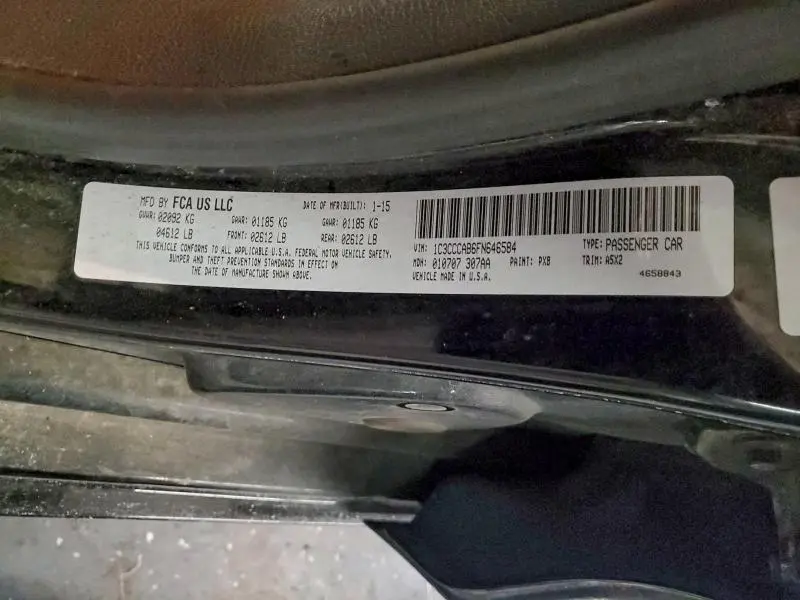 MFD BY FCA US LLC DATE OF MFR(BUILT): 1-15
GVWR: 02092 KG GAWR: 01185 KG GAWR: 01185 KG
04612 LB FRONT: 02612 LB REAR: 02612 LB
THIS VEHICLE CONFORMS TO ALL APPLICABLE U.S.A. FEDERAL MOTOR VEHICLE SAFETY,
BUMPER AND THEFT PREVENTION STANDARDS IN EFFECT ON
THE DATE OF MANUFACTURE SHOWN ABOVE.
VIN: 1C3CCCAB6FN646584 TYPE: PASSENGER CAR
MDH: 010707 307AA PAINT: PX8 TRIM: A5X2
VEHICLE MADE IN U.S.A. 4658843